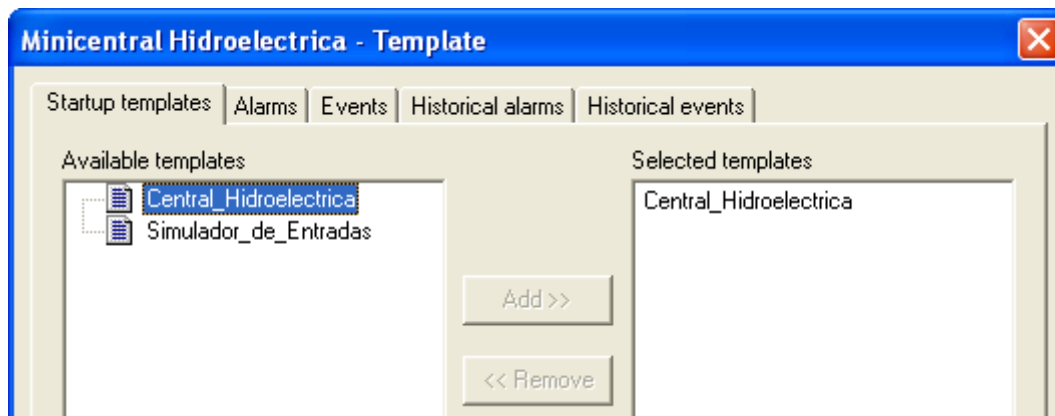 Minicentral Hidroelectrica - Template
Startup templates Alarms Events Historical alarms Historical events
Available templates Selected templates
Central_Hidroelectrica Central_Hidroelectrica
Simulador_de_Entradas
Add >>
<< Remove